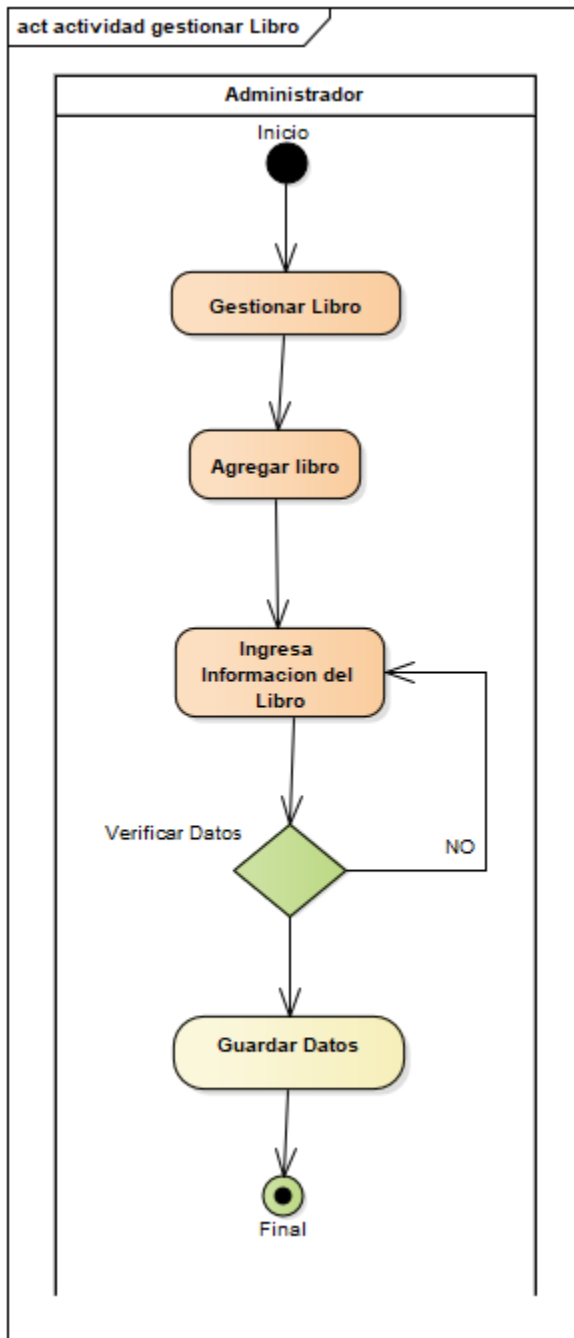 act actividad gestionar Libro
Administrador
Inicio
Gestionar Libro
Agregar libro
Ingresa
Informacion del
Libro
Verificar Datos
NO
Guardar Datos
Final